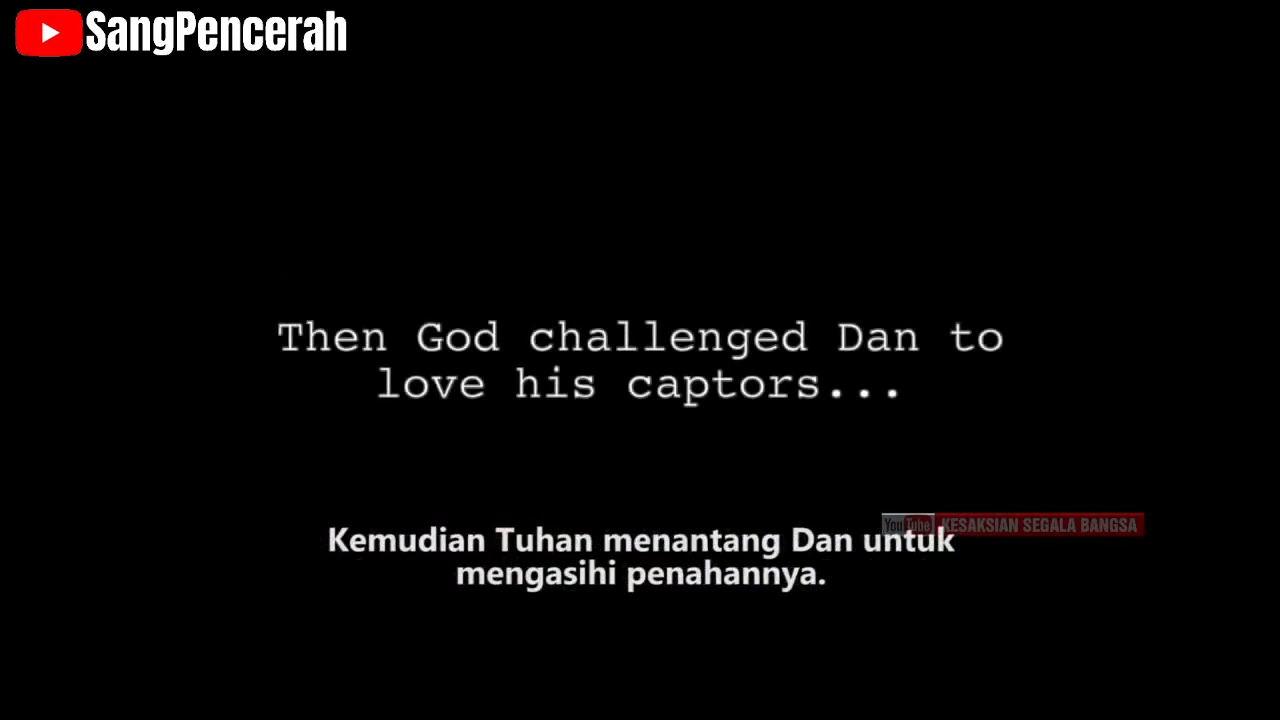 SangPencerah
Then God challenged Dan to
love his captors...
YouTube KESAKSIAN SEGALA BANGSA
Kemudian Tuhan menantang Dan untuk
mengasihi penahannya.